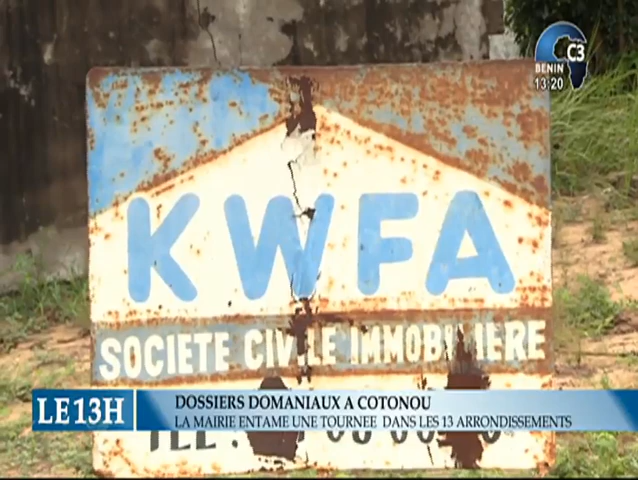 C3
BENIN
13:20
KWFA
SOCIETE CIVILE IMMOBILIERE
LE13H
DOSSIERS DOMANIAUX A COTONOU
LA MAIRIE ENTAME UNE TOURNEE DANS LES 13 ARRONDISSEMENTS
TEL :